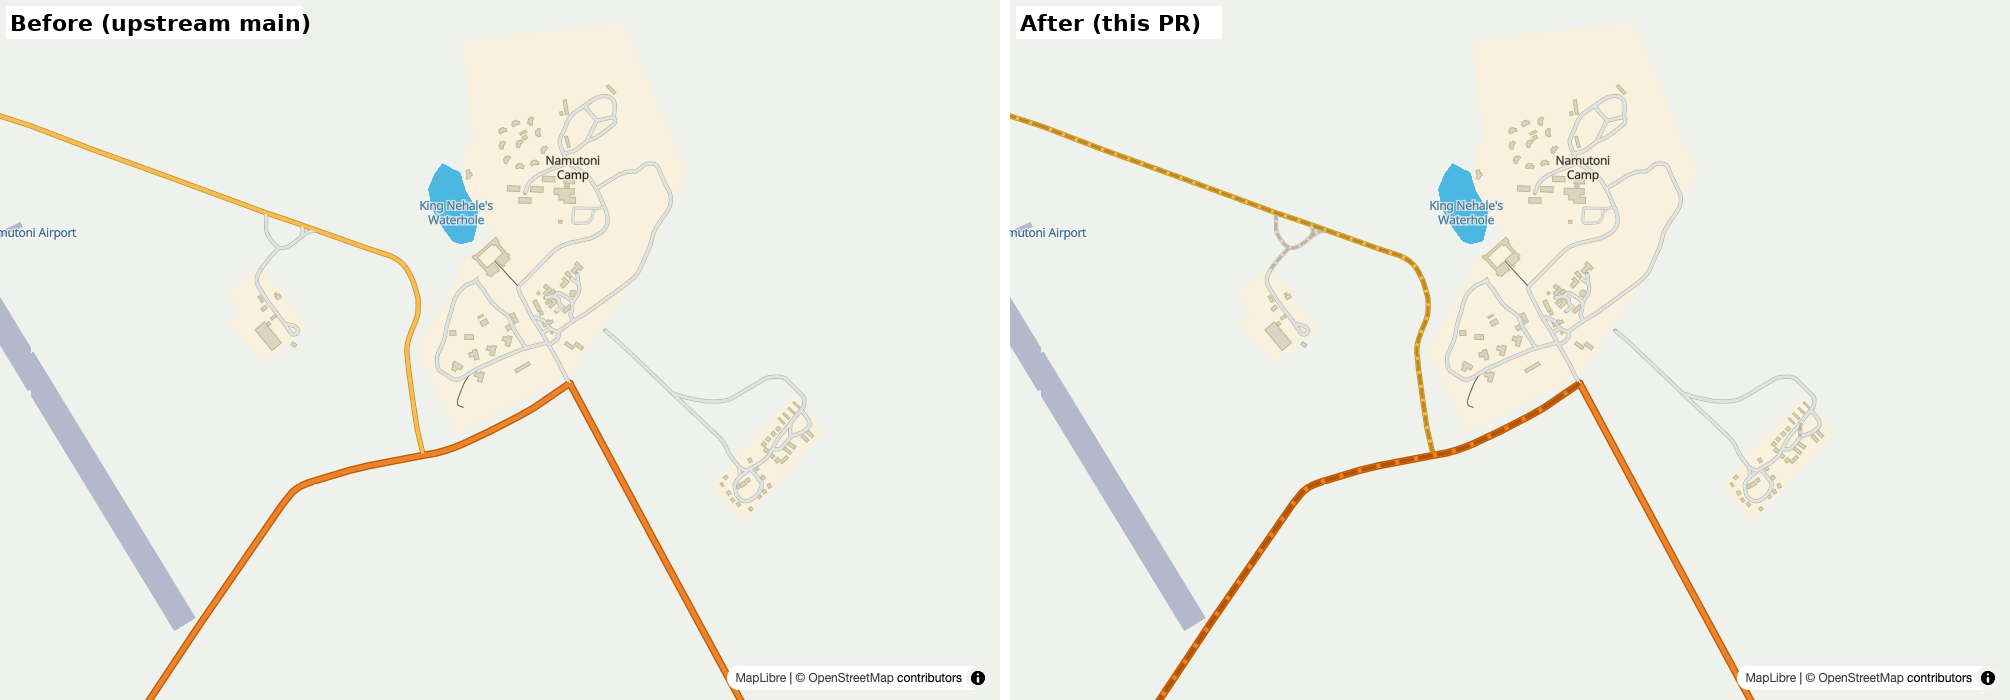 Before (upstream main)
Namutoni
Camp
King Nehale's
Waterhole
mutoni Airport
MapLibre | © OpenStreetMap contributors
After (this PR)
Namutoni
Camp
King Nehale's
Waterhole
mutoni Airport
MapLibre | © OpenStreetMap contributors